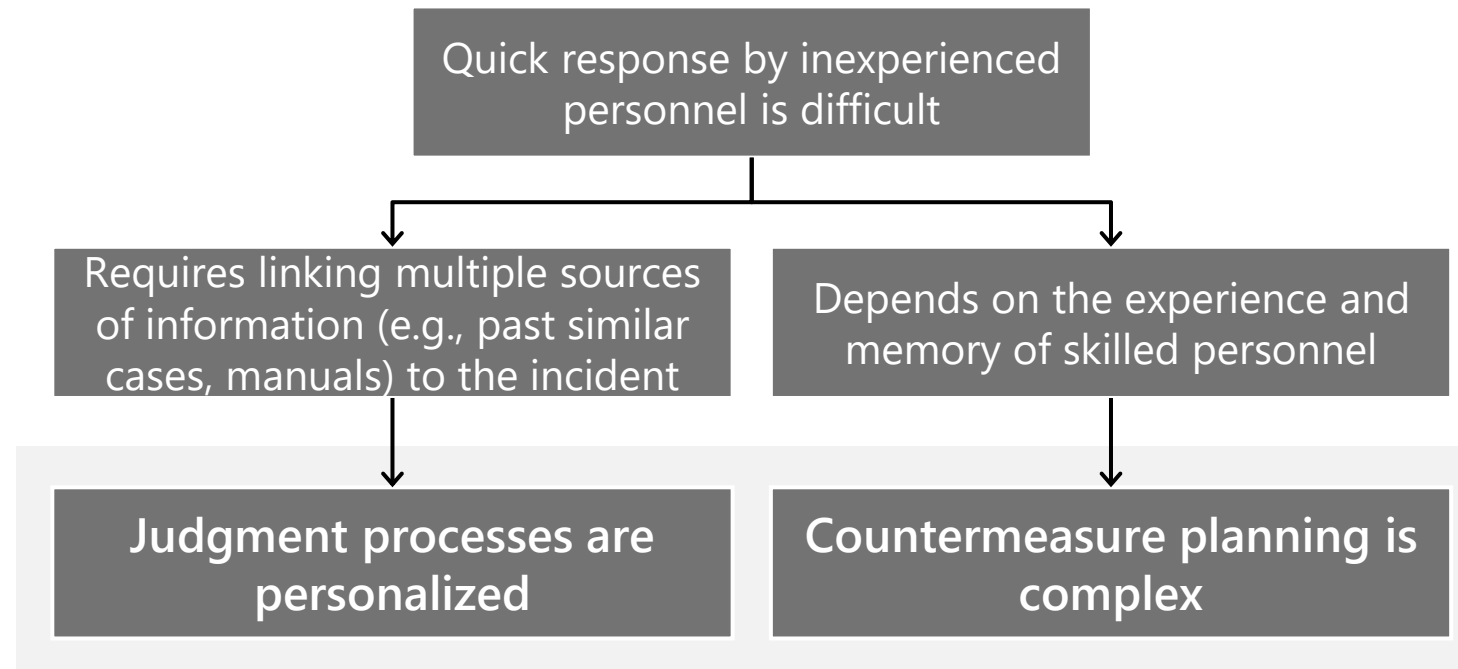 Quick response by inexperienced
personnel is difficult
Requires linking multiple sources
of information (e.g., past similar
cases, manuals) to the incident
Depends on the experience and
memory of skilled personnel
Judgment processes are
personalized
Countermeasure planning is
complex